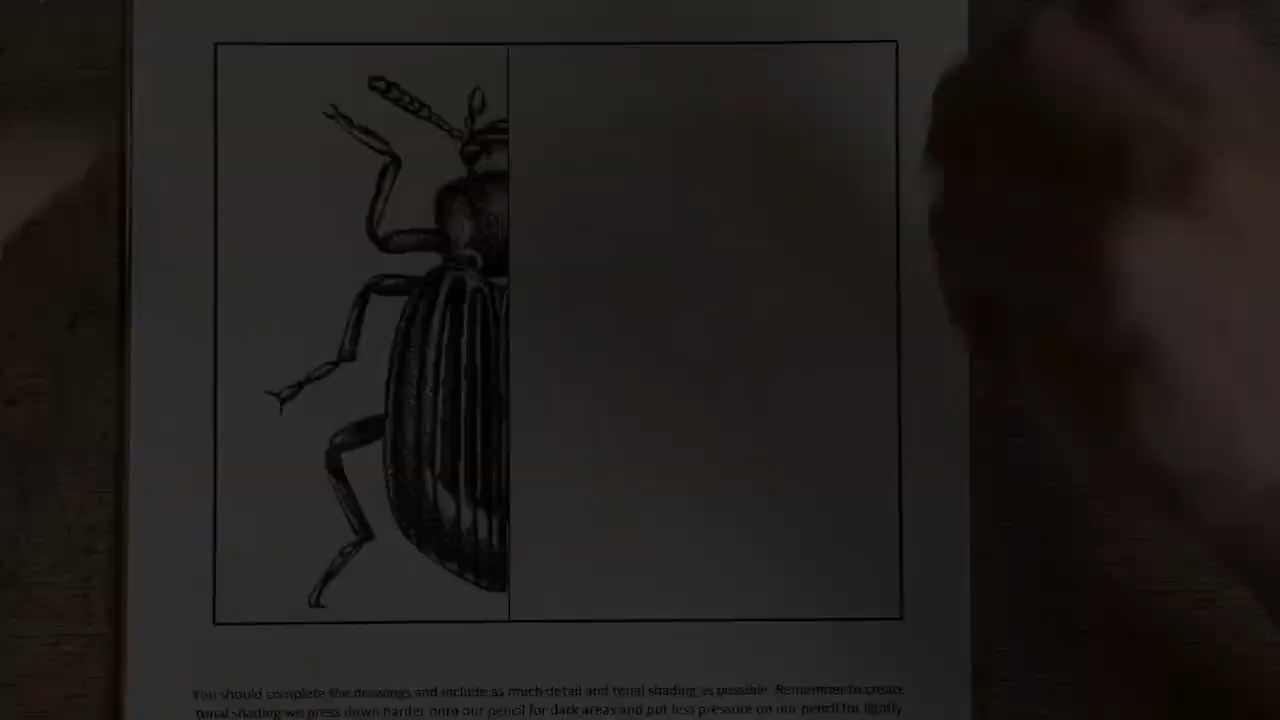 You should complete the drawings and include as much detail and tonal shading as possible. Remember to create
tonal shading we press down harder onto our pencil for dark areas and put less pressure on our pencil for lightly